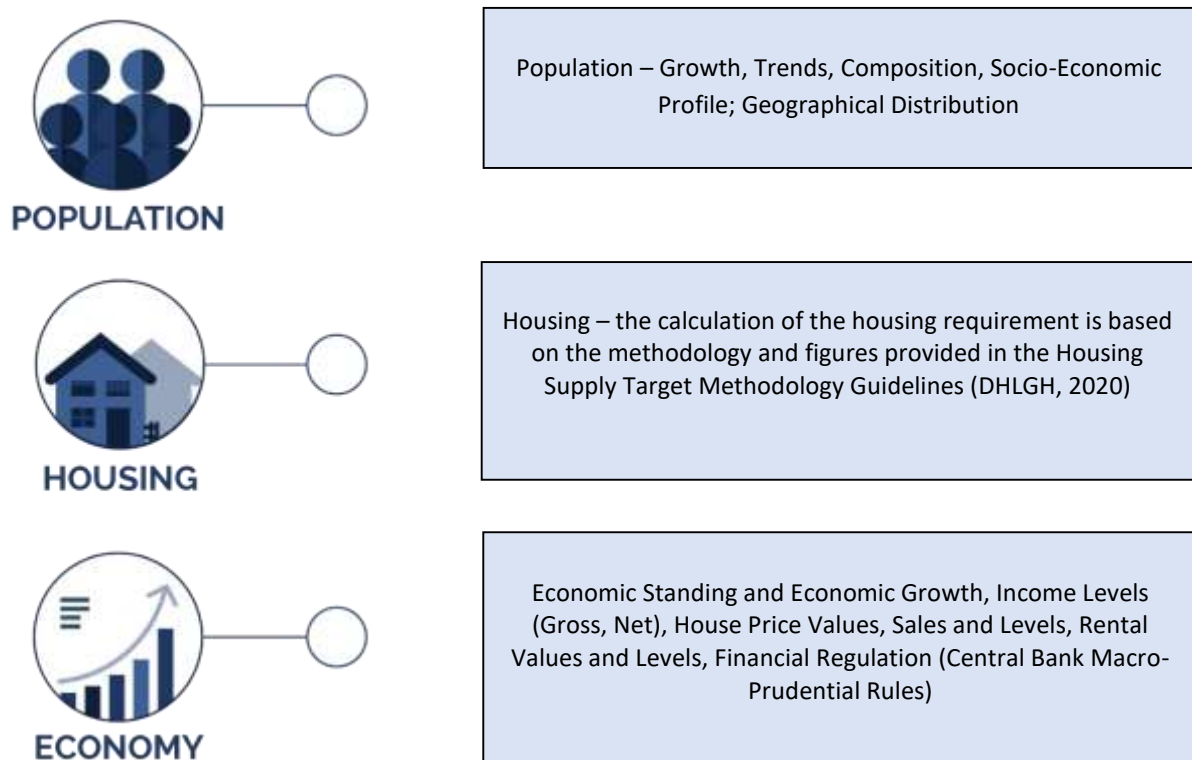 Population – Growth, Trends, Composition, Socio-Economic
Profile; Geographical Distribution
POPULATION
Housing – the calculation of the housing requirement is based
on the methodology and figures provided in the Housing
Supply Target Methodology Guidelines (DHLGH, 2020)
HOUSING
Economic Standing and Economic Growth, Income Levels
(Gross, Net), House Price Values, Sales and Levels, Rental
Values and Levels, Financial Regulation (Central Bank Macro-
Prudential Rules)
ECONOMY